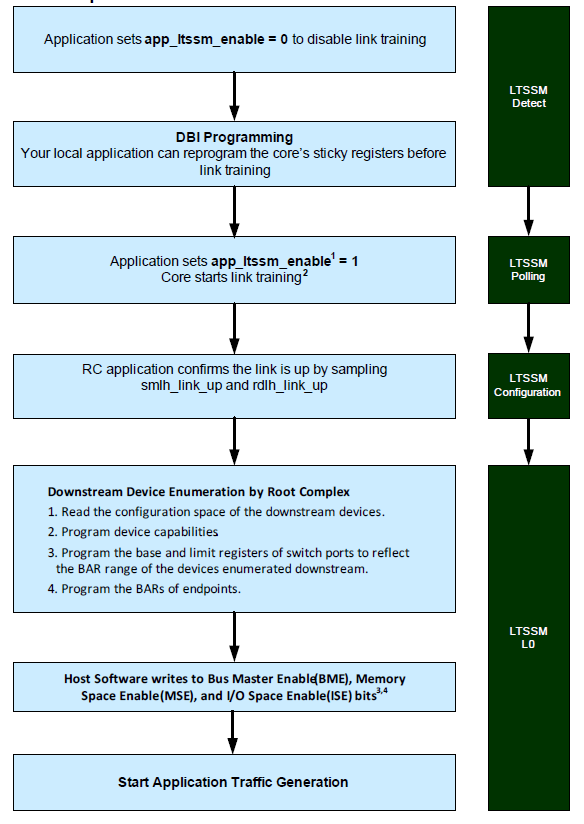 Application sets app_ltssm_enable = 0 to disable link training
LTSSM
Detect
DBI Programming
Your local application can reprogram the core's sticky registers before
link training
Application sets app_ltssm_enable1 = 1
Core starts link training2
LTSSM
Polling
RC application confirms the link is up by sampling
smlh_link_up and rdlh_link_up
LTSSM
Configuration
Downstream Device Enumeration by Root Complex
1. Read the configuration space of the downstream devices.
2. Program device capabilities.
3. Program the base and limit registers of switch ports to reflect
the BAR range of the devices enumerated downstream.
4. Program the BARs of endpoints.
LTSSM
L0
Host Software writes to Bus Master Enable(BME), Memory
Space Enable(MSE), and I/O Space Enable(ISE) bits3,4
Start Application Traffic Generation